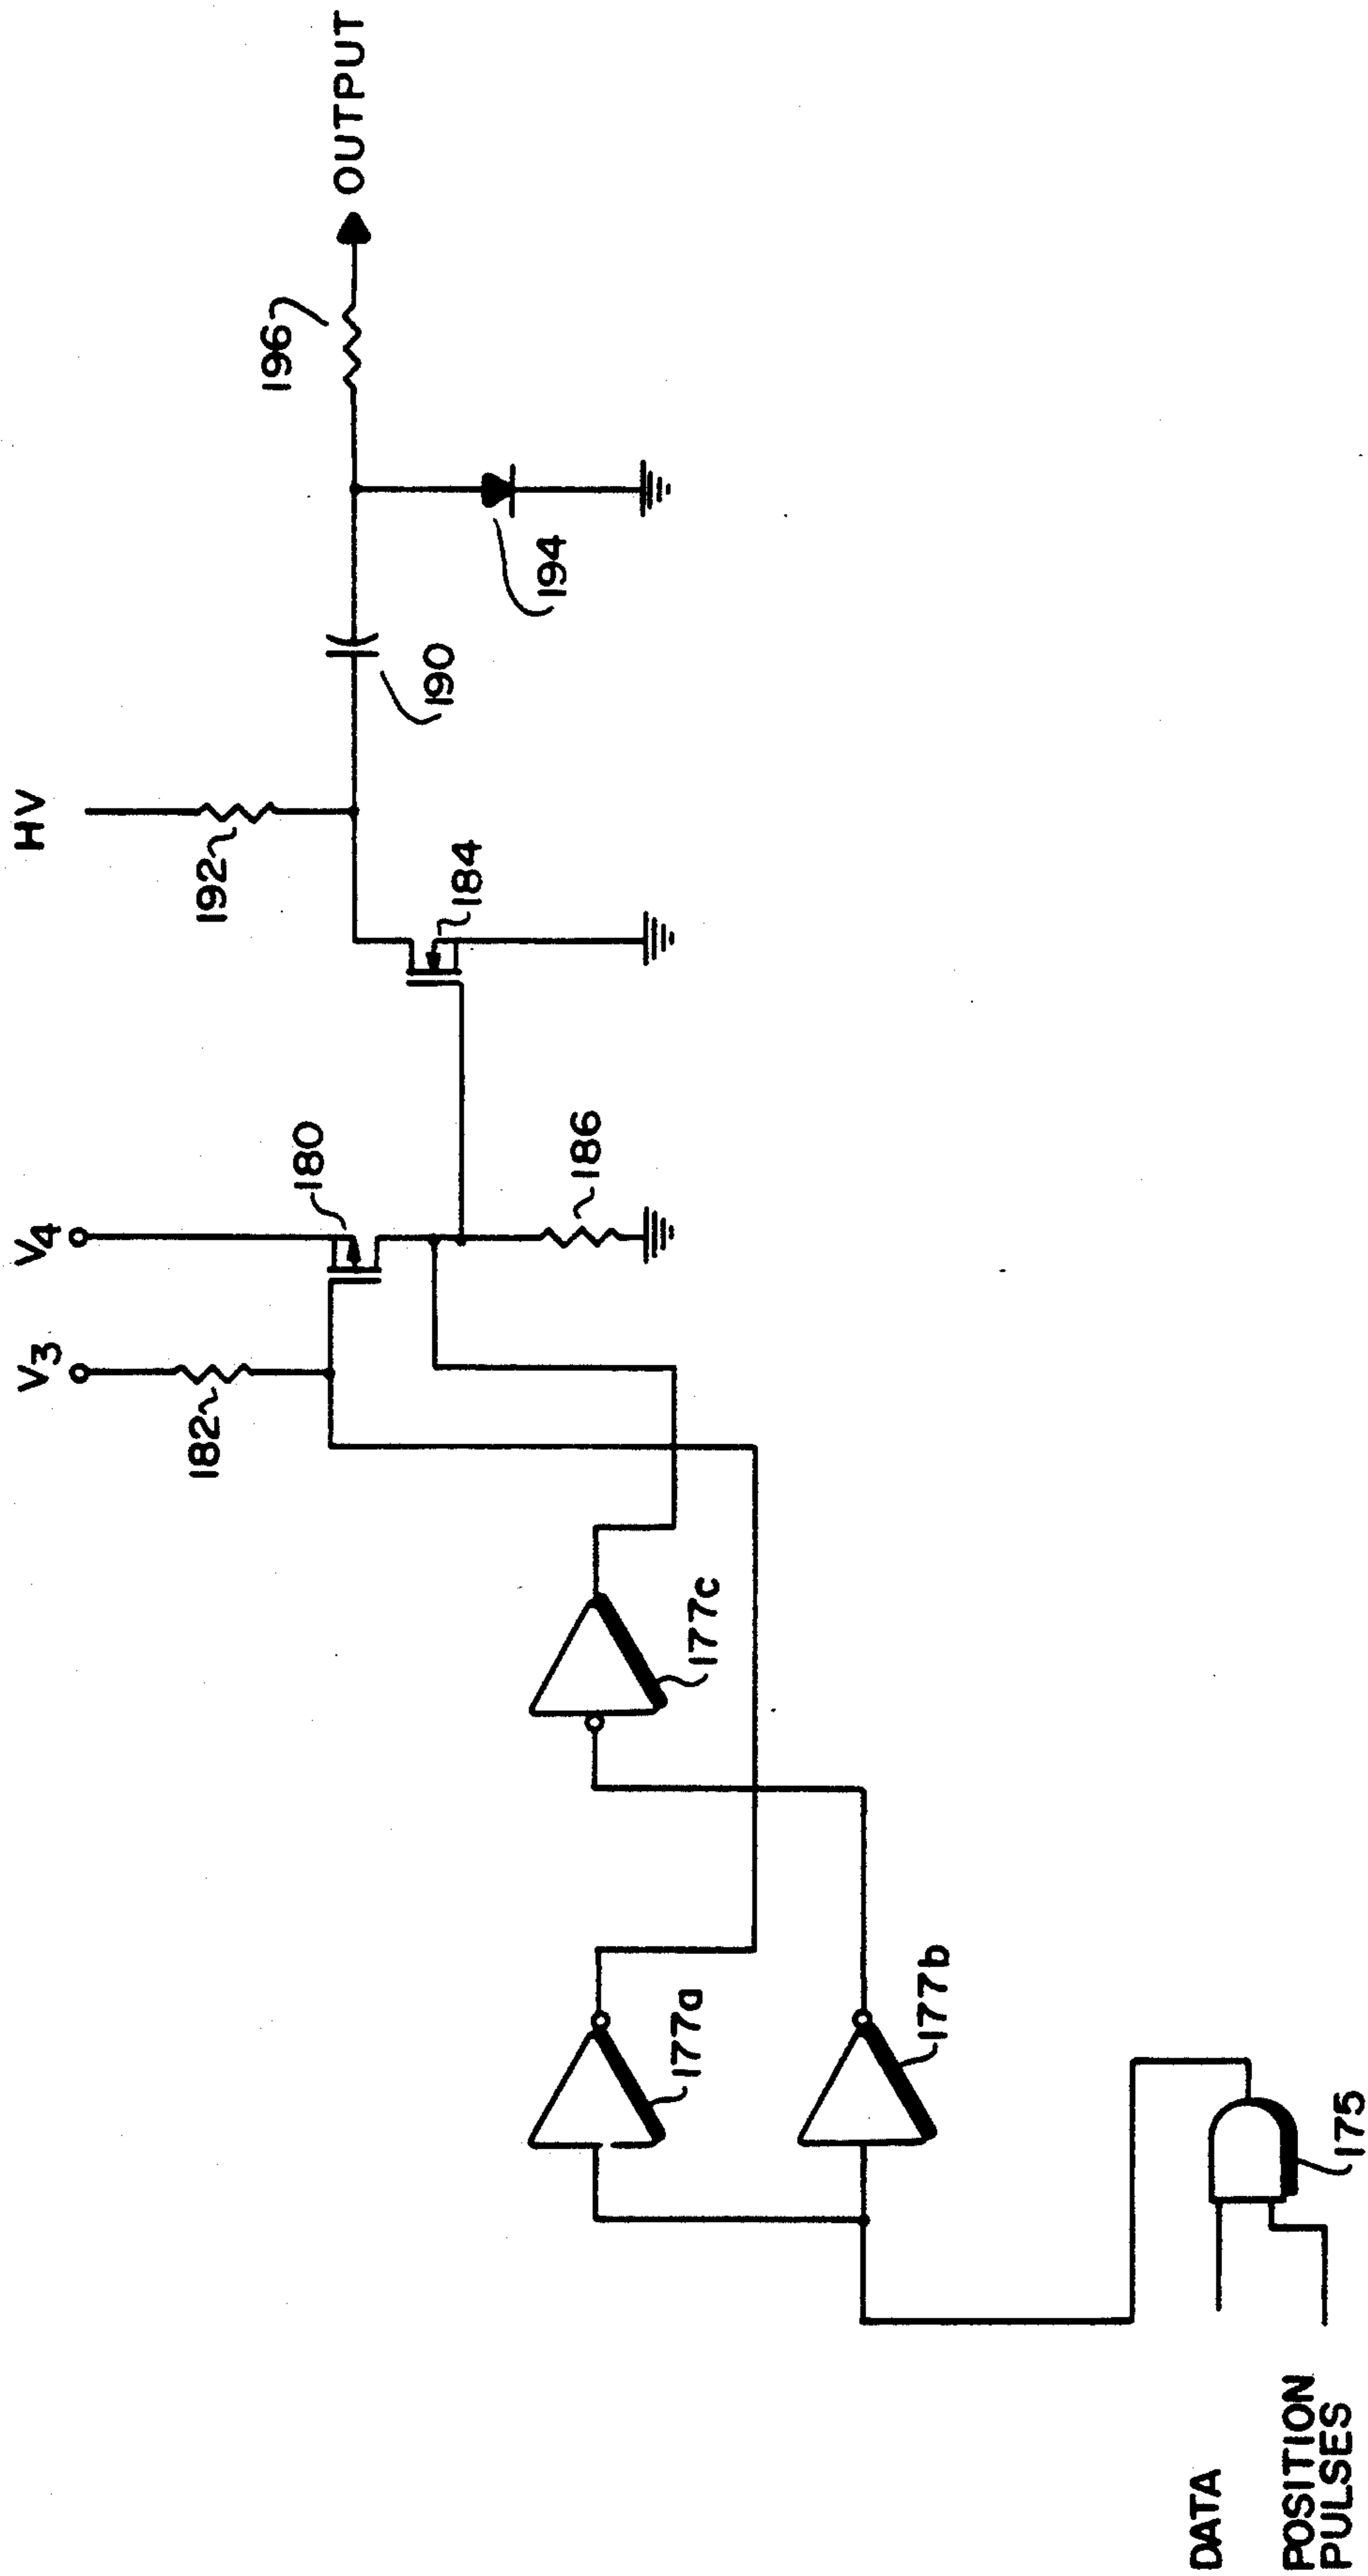 HV
OUTPUT
V3
V4
192
196
180
182
184
190
194
186
177c
177a
177b
175
DATA
POSITION
PULSES